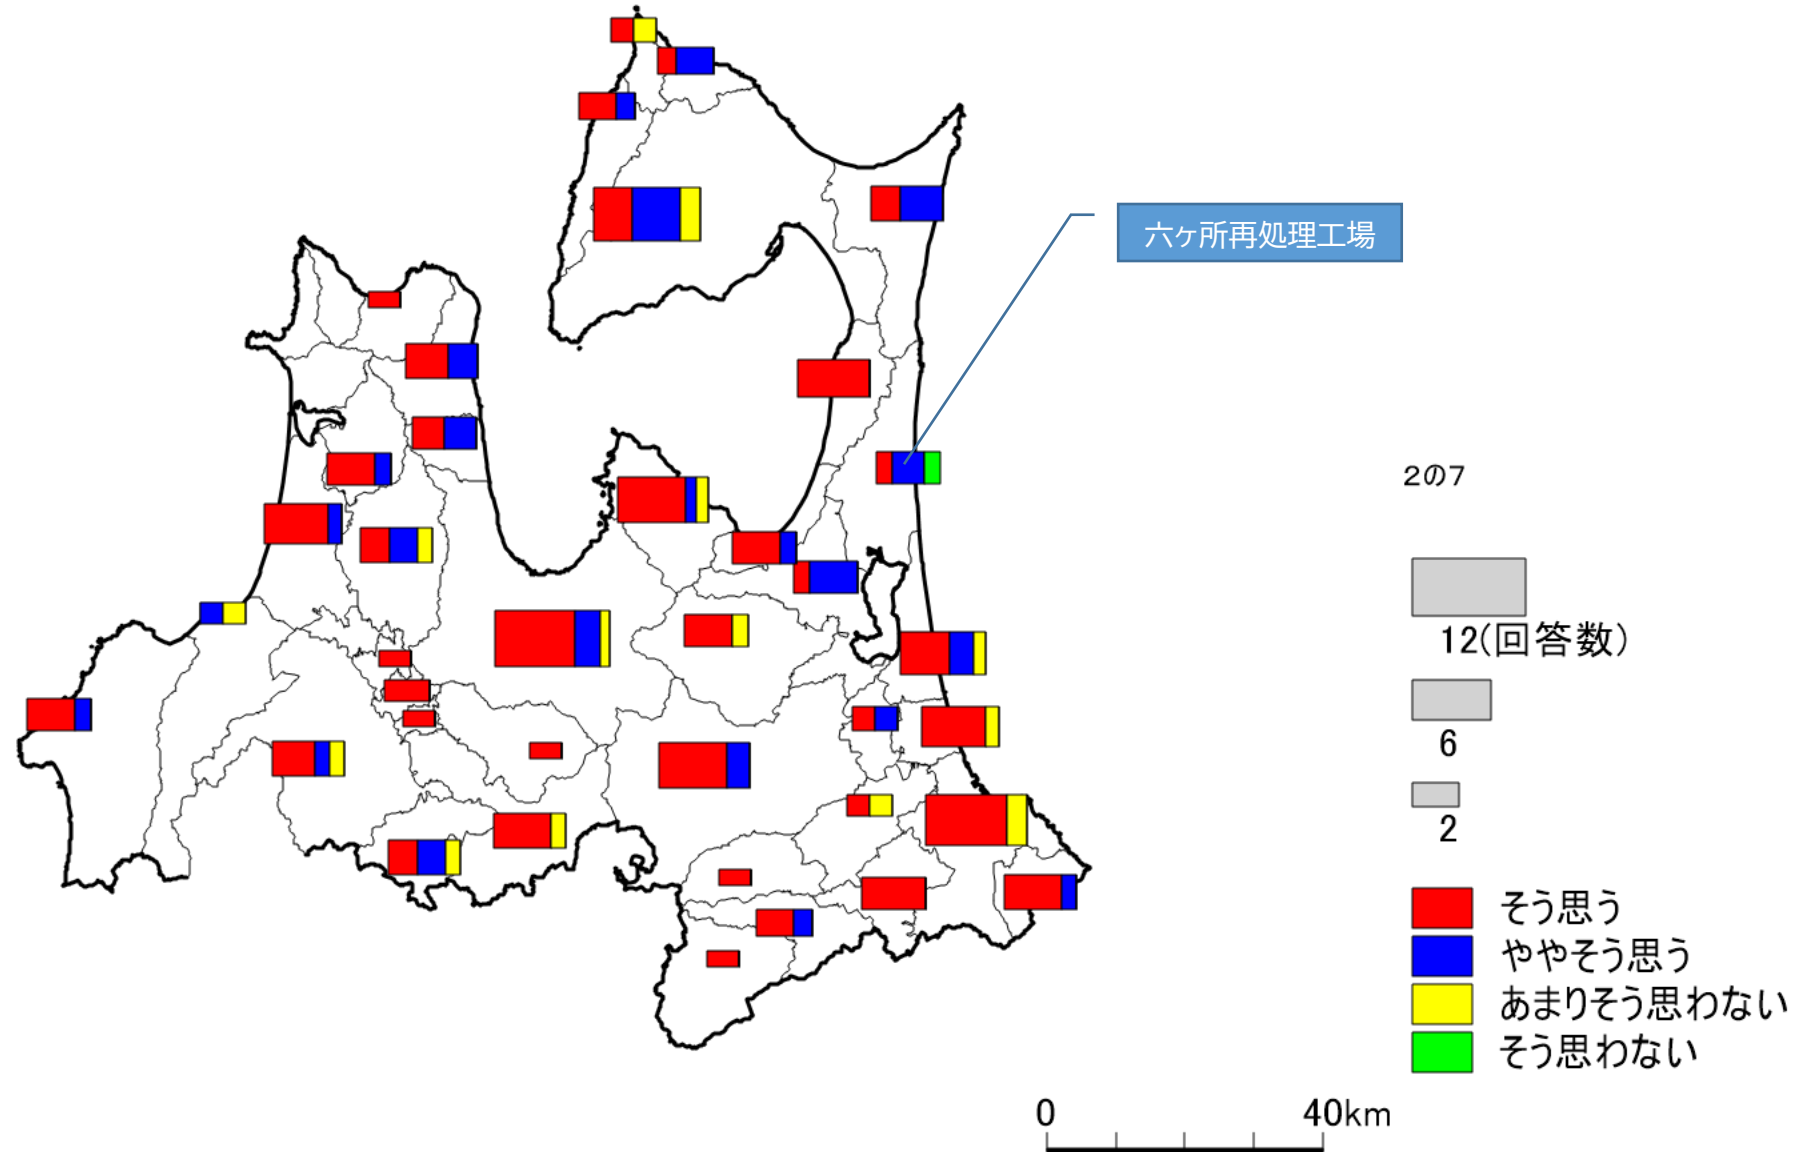 六ヶ所再処理工場
2の7
12(回答数)
6
2
そう思う
ややそう思う
あまりそう思わない
そう思わない
0 40km